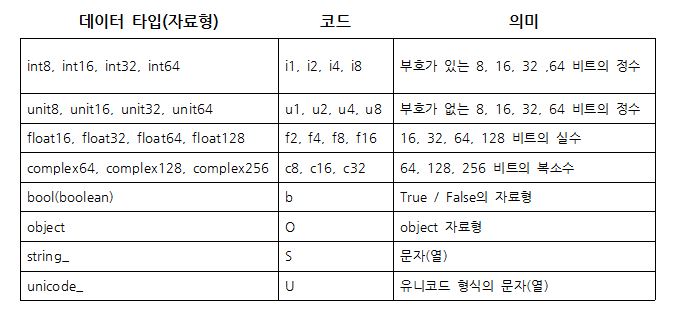 데이터 타입(자료형) 코드 의미
int8, int16, int32, int64 i1, i2, i4, i8 부호가 있는 8, 16, 32 ,64 비트의 정수
unit8, unit16, unit32, unit64 u1, u2, u4, u8 부호가 없는 8, 16, 32, 64 비트의 정수
float16, float32, float64, float128 f2, f4, f8, f16 16, 32, 64, 128 비트의 실수
complex64, complex128, complex256 c8, c16, c32 64, 128, 256 비트의 복소수
bool(boolean) b True / False의 자료형
object O object 자료형
string_ S 문자(열)
unicode_ U 유니코드 형식의 문자(열)